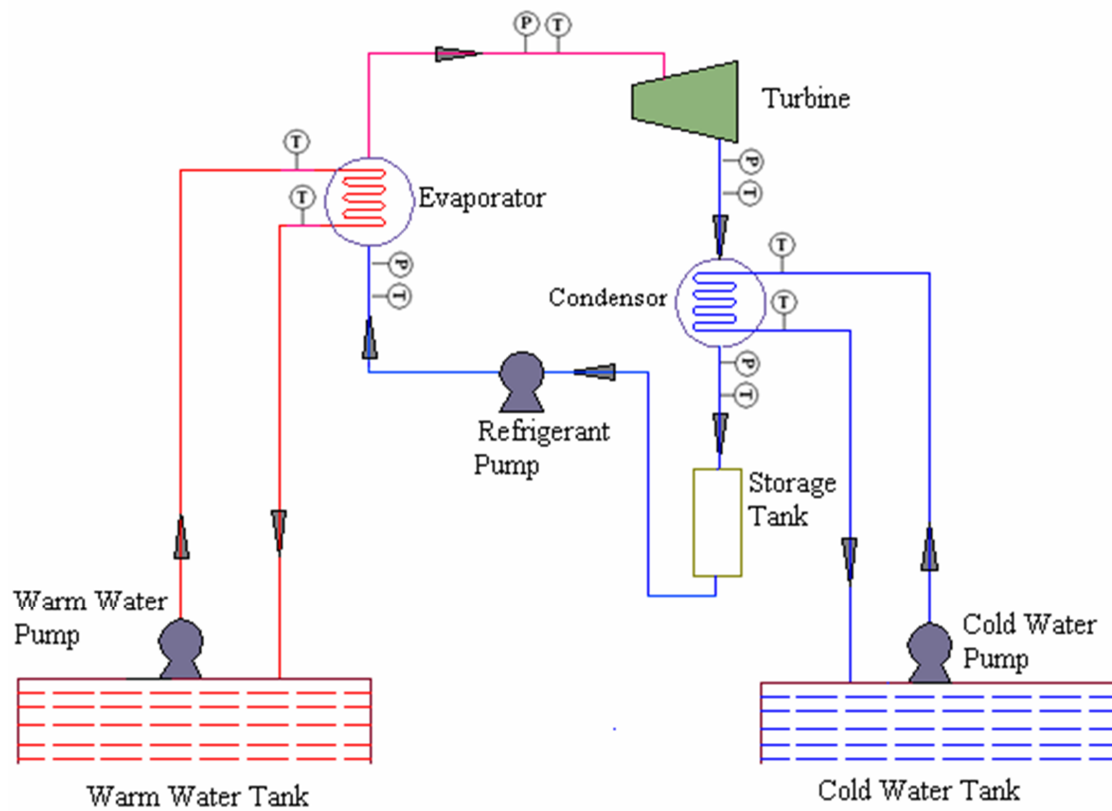 P T
Turbine
T
P
Evaporator
T
T
T
P
Condensor
T
T
P
T
Refrigerant
Pump
P
T
Storage
Tank
Warm Water
Pump
Cold Water
Pump
Warm Water Tank
Cold Water Tank